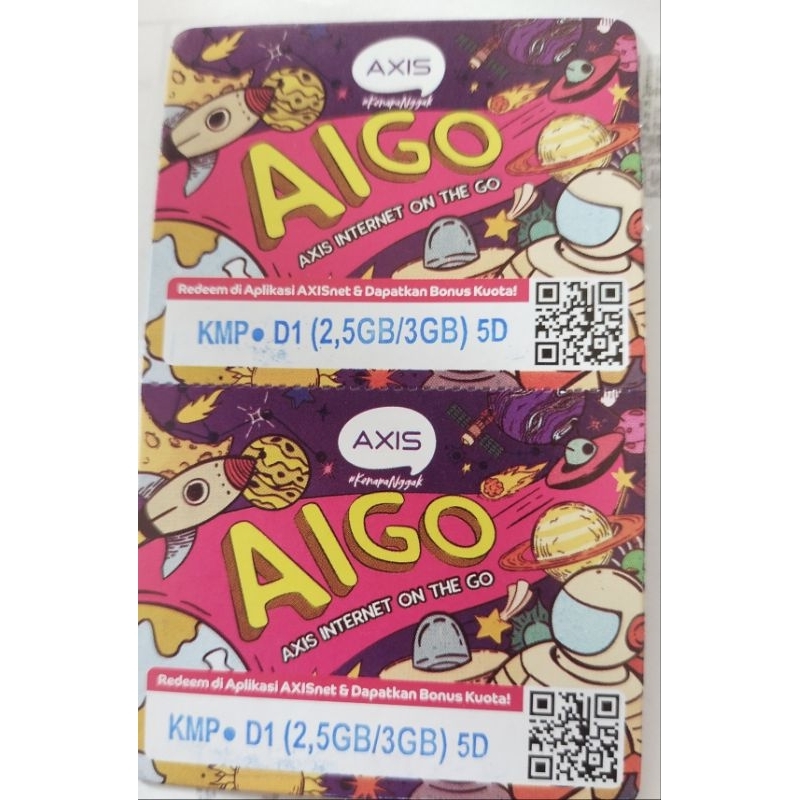 AXIS
#KenapaNggak
AIGO
AXIS INTERNET ON THE GO
Redeem di Aplikasi AXISnet & Dapatkan Bonus Kuota!
KMP• D1 (2,5GB/3GB) 5D
AXIS
#KenapaNggak
AIGO
AXIS INTERNET ON THE GO
Redeem di Aplikasi AXISnet & Dapatkan Bonus Kuota!
KMP• D1 (2,5GB/3GB) 5D